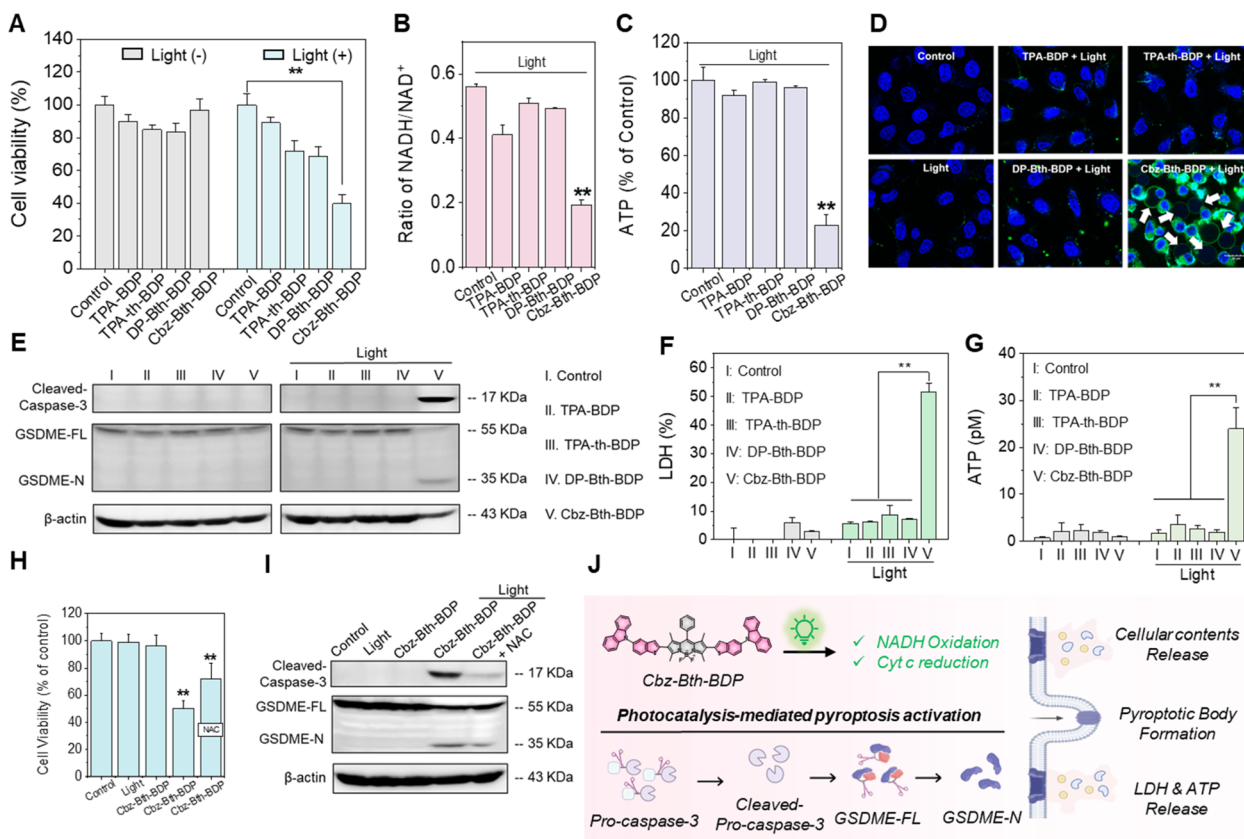 A
Light (-)
Light (+)
**
Cell viability (%)
140
120
100
80
60
40
20
0
Control
TPA-BDP
TPA-th-BDP
DP-Bth-BDP
Cbz-Bth-BDP
Control
TPA-BDP
TPA-th-BDP
DP-Bth-BDP
Cbz-Bth-BDP
B
Light
Ratio of NADH/NAD+
0.6
0.4
0.2
0.0
**
Control
TPA-BDP
TPA-th-BDP
DP-Bth-BDP
Cbz-Bth-BDP
C
Light
ATP (% of Control)
120
100
80
60
40
20
0
**
Control
TPA-BDP
TPA-th-BDP
DP-Bth-BDP
Cbz-Bth-BDP
D
Control
TPA-BDP + Light
TPA-th-BDP + Light
Light
DP-Bth-BDP + Light
Cbz-Bth-BDP + Light
E
Light
I II III IV V I II III IV V
Cleaved-
Caspase-3
-- 17 KDa
GSDME-FL
-- 55 KDa
GSDME-N
-- 35 KDa
β-actin
-- 43 KDa
I. Control
II. TPA-BDP
III. TPA-th-BDP
IV. DP-Bth-BDP
V. Cbz-Bth-BDP
F
LDH (%)
60
50
40
30
20
10
0
I: Control
II: TPA-BDP
III: TPA-th-BDP
IV: DP-Bth-BDP
V: Cbz-Bth-BDP
**
I II III IV V I II III IV V
Light
G
ATP (pM)
40
30
20
10
0
I: Control
II: TPA-BDP
III: TPA-th-BDP
IV: DP-Bth-BDP
V: Cbz-Bth-BDP
**
I II III IV V I II III IV V
Light
H
Cell Viability (% of control)
120
100
80
60
40
20
0
**
**
NAC
Control
Light
Cbz-Bth-BDP
Cbz-Bth-BDP
Cbz-Bth-BDP
I
Light
Control
Light
Cbz-Bth-BDP
Cbz-Bth-BDP
Cbz-Bth-BDP
+ NAC
Cleaved-
Caspase-3
-- 17 KDa
GSDME-FL
-- 55 KDa
GSDME-N
-- 35 KDa
β-actin
-- 43 KDa
J
Cbz-Bth-BDP
✓ NADH Oxidation
✓ Cyt c reduction
Photocatalysis-mediated pyroptosis activation
Pro-caspase-3
Cleaved-
Pro-caspase-3
GSDME-FL
GSDME-N
Cellular contents
Release
Pyroptotic Body
Formation
LDH & ATP
Release